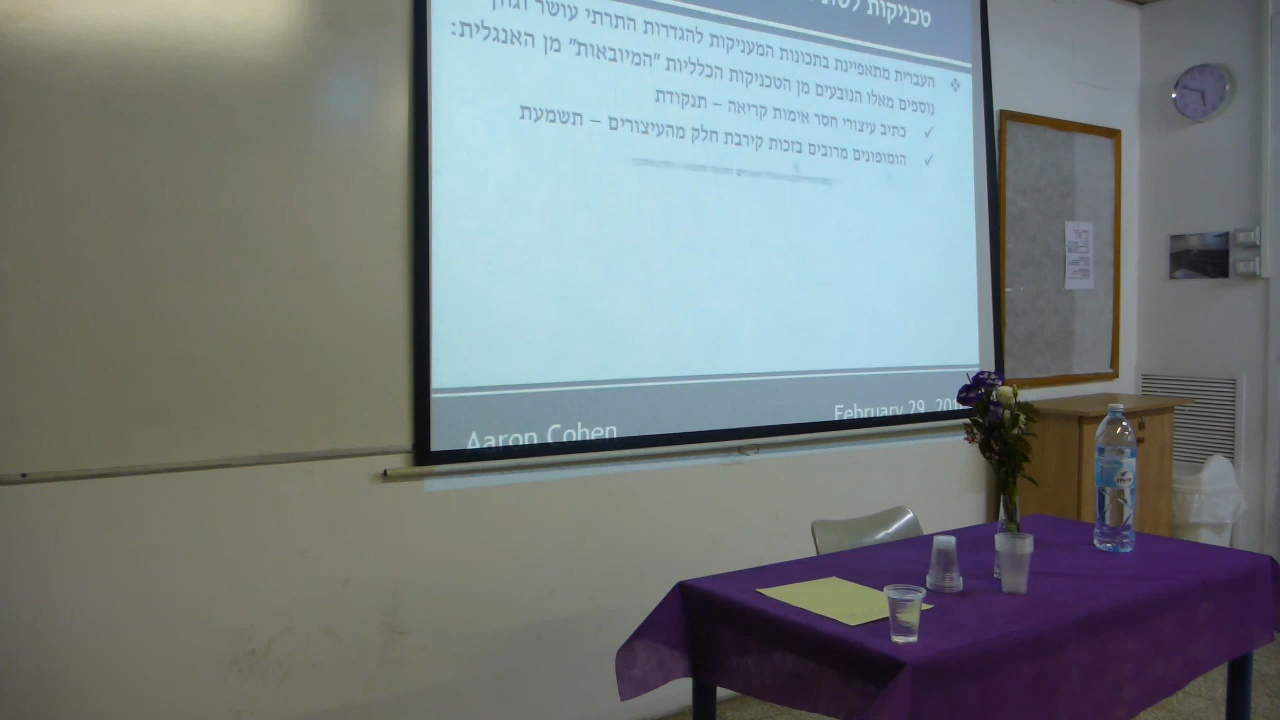 טכניקות
העברית מתאפיינת בתכונות המעניקות להגדרות התרתי עושר וגוון
נוספים מאלו הנובעים מן הטכניקות הכלליות "המיובאות" מן האנגלית:
כתיב עיצורי חסר אימות קריאה – תנקודת
הומופונים מרובים בזכות קירבת חלק מהעיצורים – תשמעת
Aaron Cohen
February 29, 201